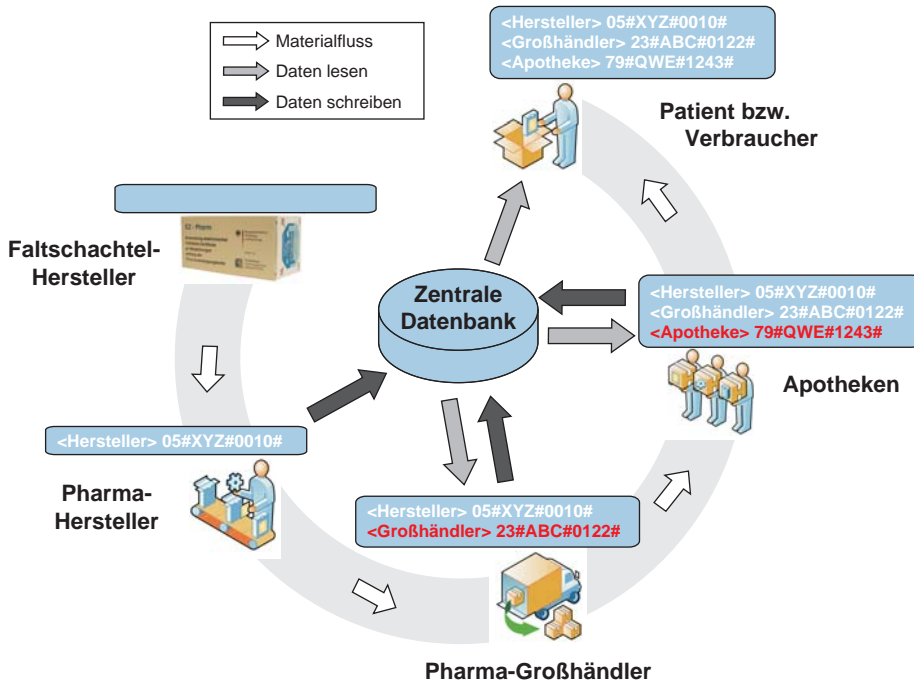 Materialfluss
Daten lesen
Daten schreiben
<Hersteller> 05#XYZ#0010#
<Großhändler> 23#ABC#0122#
<Apotheke> 79#QWE#1243#
Patient bzw.
Verbraucher
Faltschachtel-
Hersteller
Zentrale
Datenbank
<Hersteller> 05#XYZ#0010#
<Großhändler> 23#ABC#0122#
<Apotheke> 79#QWE#1243#
Apotheken
<Hersteller> 05#XYZ#0010#
Pharma-
Hersteller
<Hersteller> 05#XYZ#0010#
<Großhändler> 23#ABC#0122#
Pharma-Großhändler